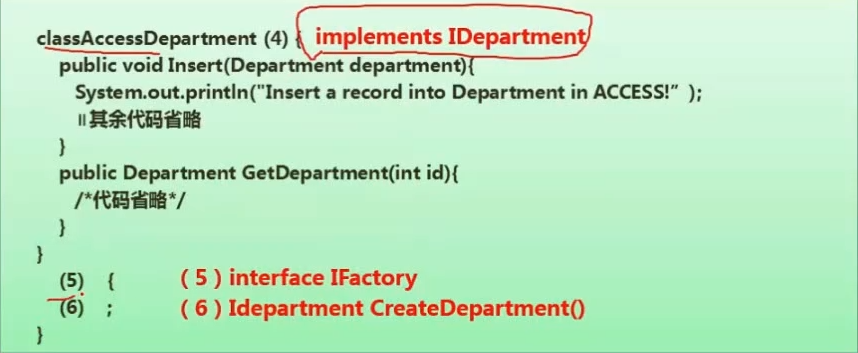 classAccessDepartment (4) { implements IDepartment
public void Insert(Department department){
System.out.println("Insert a record into Department in ACCESS!” );
॥其余代码省略
}
public Department GetDepartment(int id){
/*代码省略*/
}
}
(5) { （5）interface IFactory
(6) ; （6）Idepartment CreateDepartment()
}